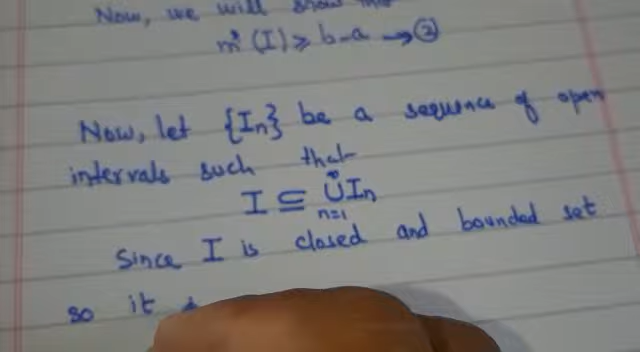 Now, we will show
m*(I) ≥ b-a → ②
Now, let {In} be a sequence of open
intervals such that
I ⊆ ∞∪n=1 In
Since I is closed and bounded set
so it